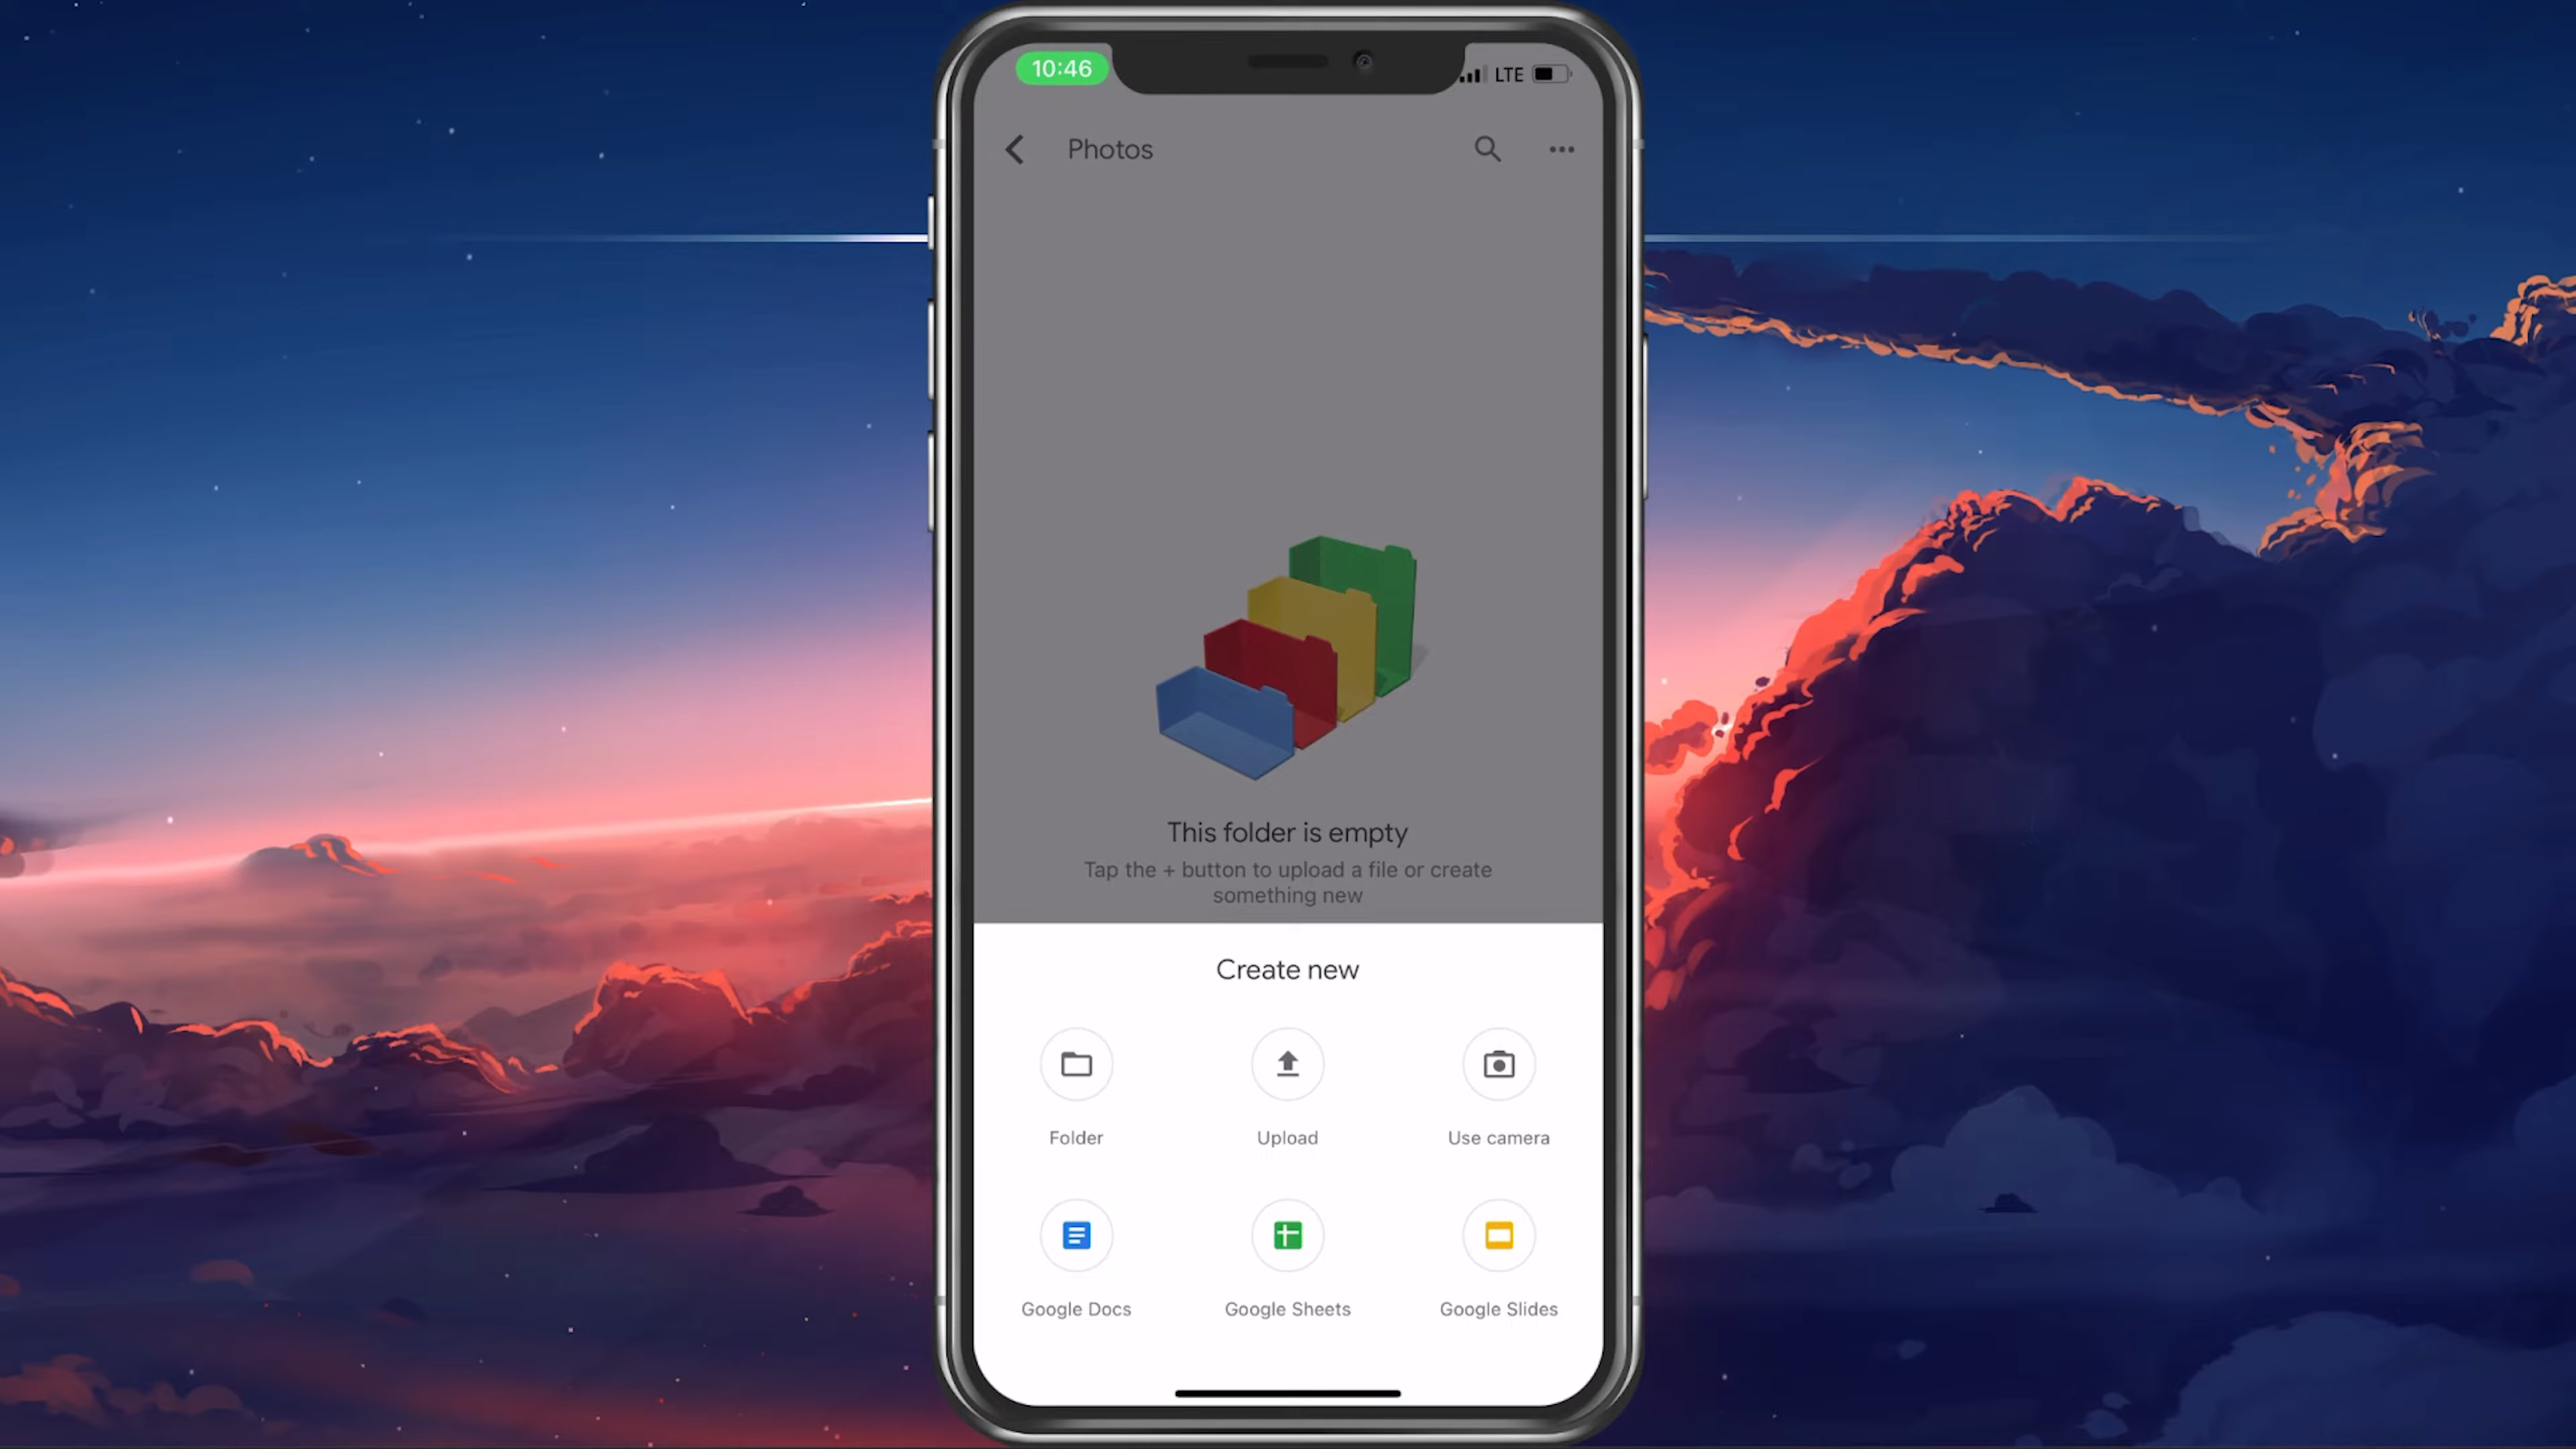 10:46
LTE
Photos
This folder is empty
Tap the + button to upload a file or create
something new
Create new
Folder
Upload
Use camera
Google Docs
Google Sheets
Google Slides